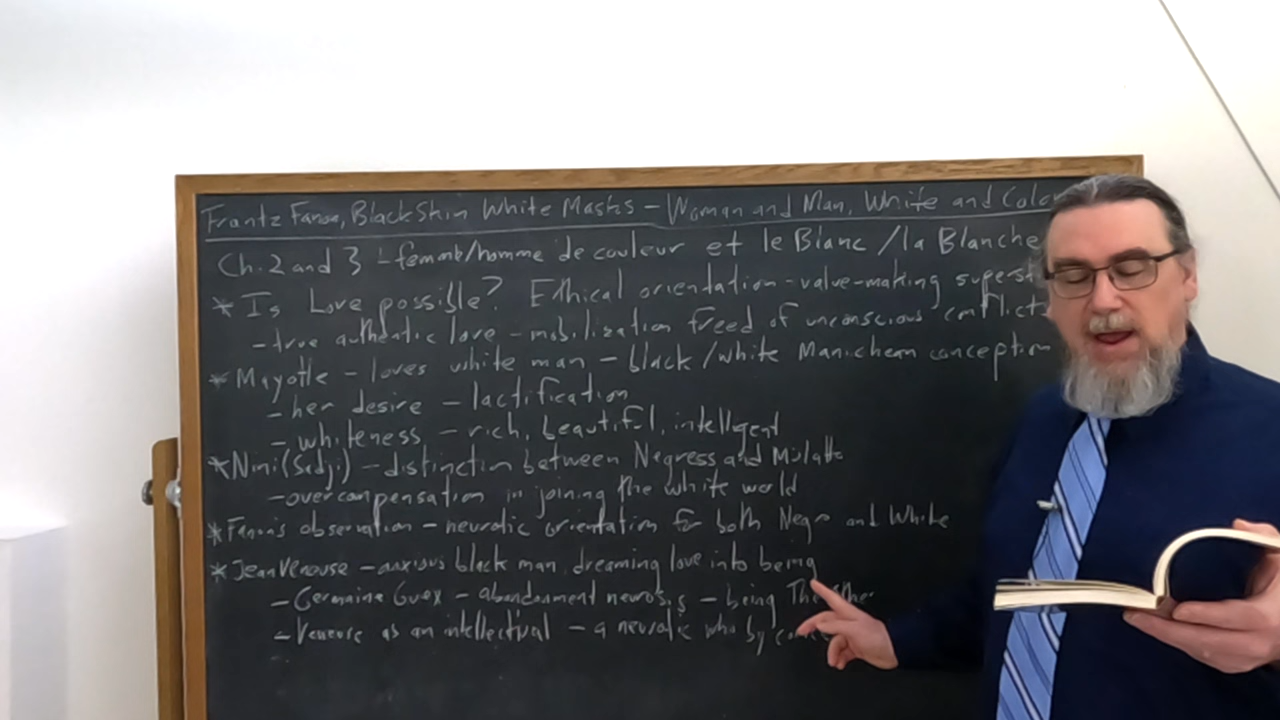 Frantz Fanon, Black Skin White Masks - Woman and Man, White and Color
Ch. 2 and 3 - femme/homme de couleur et le Blanc / la Blanche
* Is Love possible? Ethical orientation - value-making
- true authentic love - mobilization freed of unconscious conflict
* Mayotte - loves white man - black/white Manichean conception
- her desire - lactification
- whiteness - rich, beautiful, intelligent
* Nini (Sadji) - distinction between Negress and Mulatto
- overcompensation in joining the white world
* Fanon's observation - neurotic orientation for both Negro and White
* Jean Veneuse - anxious black man dreaming love into being
- Germaine Guex - abandonment neurosis - being The Other
- Veneuse as an intellectual - a neurotic who by